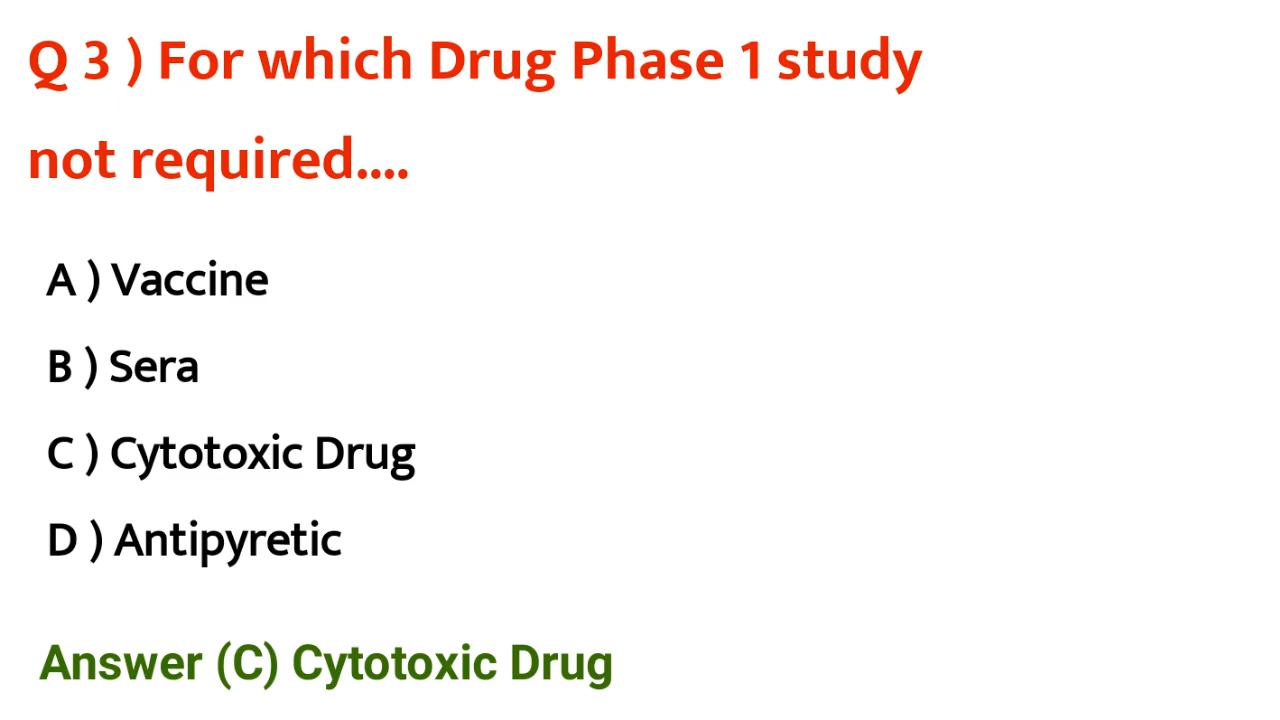 Q 3 ) For which Drug Phase 1 study
not required....
A ) Vaccine
B ) Sera
C ) Cytotoxic Drug
D ) Antipyretic
Answer (C) Cytotoxic Drug